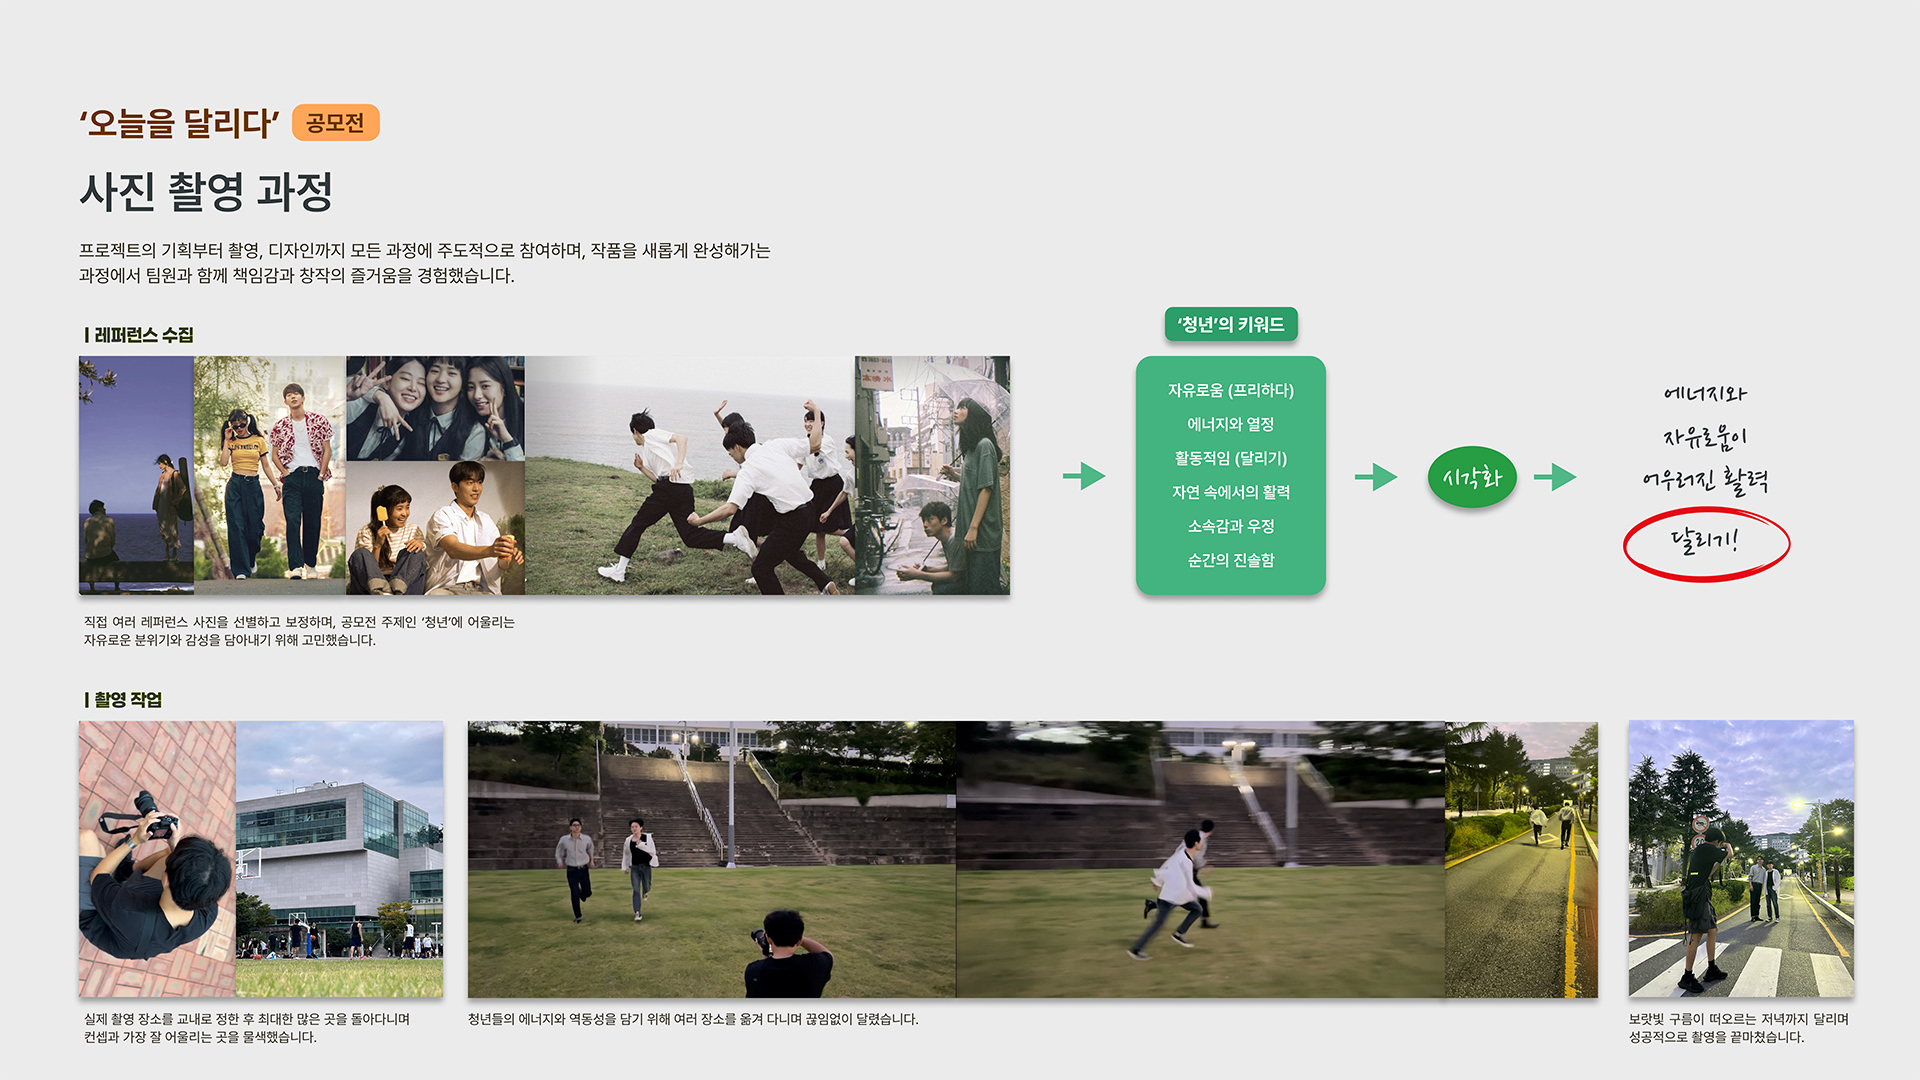 ‘오늘을 달리다’ 공모전
사진 촬영 과정
프로젝트의 기획부터 촬영, 디자인까지 모든 과정에 주도적으로 참여하며, 작품을 새롭게 완성해가는
과정에서 팀원과 함께 책임감과 창작의 즐거움을 경험했습니다.
| 레퍼런스 수집
직접 여러 레퍼런스 사진을 선별하고 보정하며, 공모전 주제인 ‘청년’에 어울리는
자유로운 분위기와 감성을 담아내기 위해 고민했습니다.
‘청년’의 키워드
자유로움 (프리하다)
에너지와 열정
활동적임 (달리기)
자연 속에서의 활력
소속감과 우정
순간의 진솔함
시각화
에너지와
자유로움이
어우러진 활력
달리기!
| 촬영 작업
실제 촬영 장소를 교내로 정한 후 최대한 많은 곳을 돌아다니며
컨셉과 가장 잘 어울리는 곳을 물색했습니다.
청년들의 에너지와 역동성을 담기 위해 여러 장소를 옮겨 다니며 끊임없이 달렸습니다.
보랏빛 구름이 떠오르는 저녁까지 달리며
성공적으로 촬영을 끝마쳤습니다.